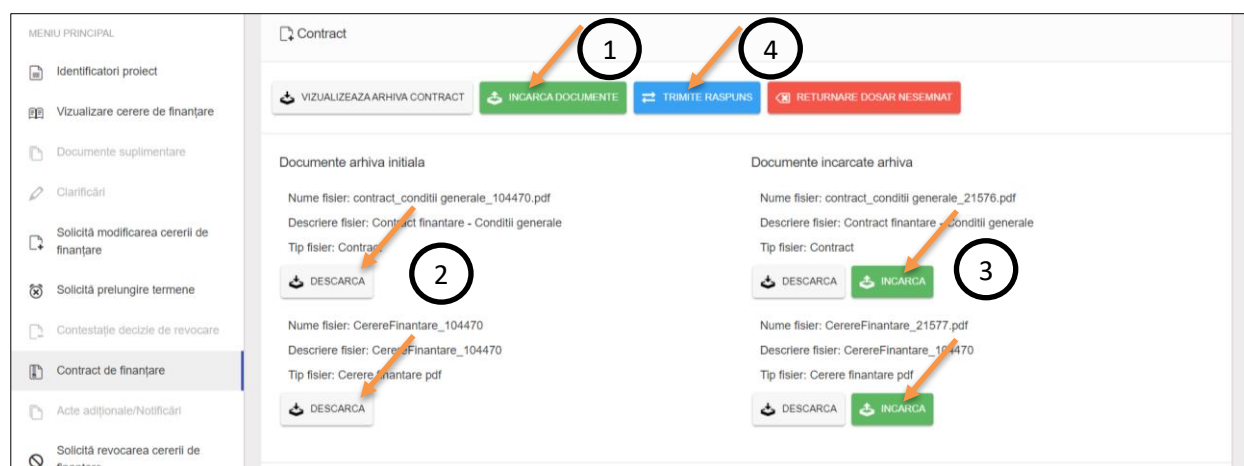 MENIU PRINCIPAL
Identificatori proiect
Vizualizare cerere de finanțare
Documente suplimentare
Clarificări
Solicită modificarea cererii de
finanțare
Solicită prelungire termene
Contestație decizie de revocare
Contract de finanțare
Acte adiționale/Notificări
Solicită revocarea cererii de
Contract
1
4
VIZUALIZEAZA ARHIVA CONTRACT
INCARCA DOCUMENTE
TRIMITE RASPUNS
RETURNARE DOSAR NESEMNAT
Documente arhiva initiala
Nume fisier: contract_conditii generale_104470.pdf
Descriere fisier: Contract finantare - Conditii generale
Tip fisier: Contract
DESCARCA
2
Nume fisier: CerereFinantare_104470
Descriere fisier: CerereFinantare_104470
Tip fisier: Cerere finantare pdf
DESCARCA
Documente incarcate arhiva
Nume fisier: contract_conditii generale_21576.pdf
Descriere fisier: Contract finantare - Conditii generale
Tip fisier: Contract
DESCARCA
INCARCA
3
Nume fisier: CerereFinantare_21577.pdf
Descriere fisier: CerereFinantare_104470
Tip fisier: Cerere finantare pdf
DESCARCA
INCARCA